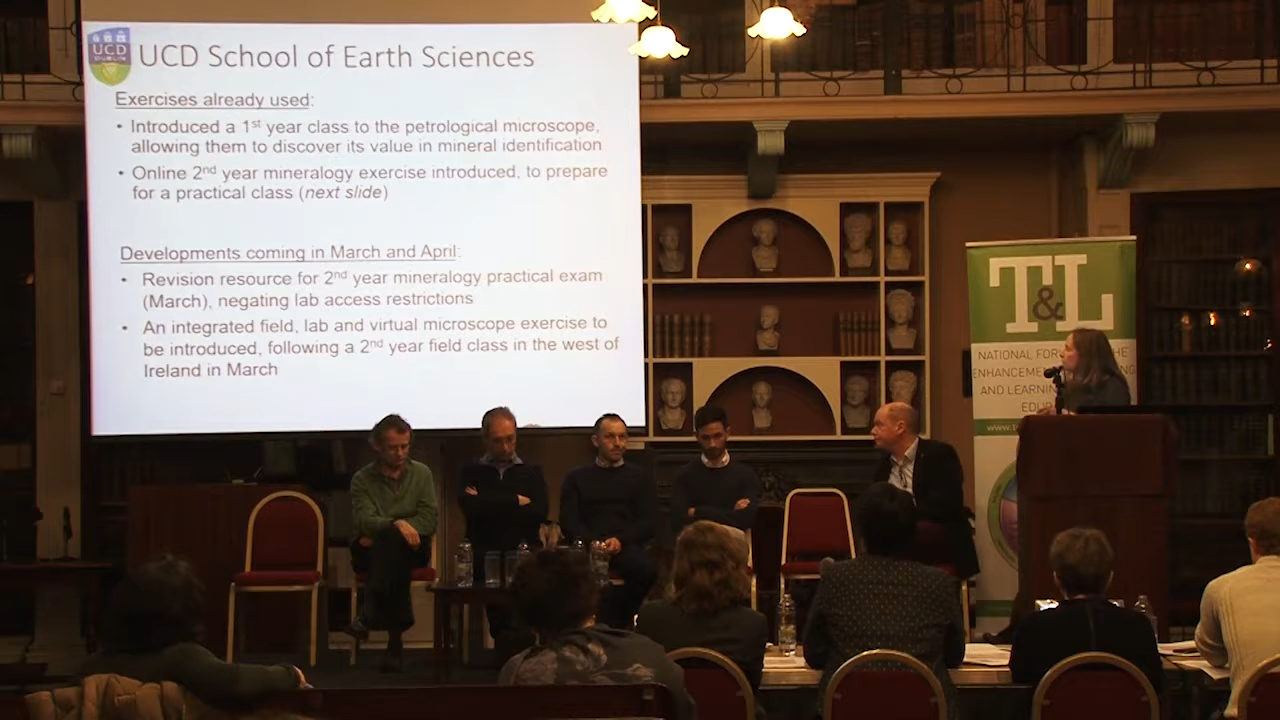 UCD
UCD School of Earth Sciences
Exercises already used:
• Introduced a 1st year class to the petrological microscope,
allowing them to discover its value in mineral identification
• Online 2nd year mineralogy exercise introduced, to prepare
for a practical class (next slide)
Developments coming in March and April:
• Revision resource for 2nd year mineralogy practical exam
(March), negating lab access restrictions
• An integrated field, lab and virtual microscope exercise to
be introduced, following a 2nd year field class in the west of
Ireland in March
T&L
NATIONAL
AND